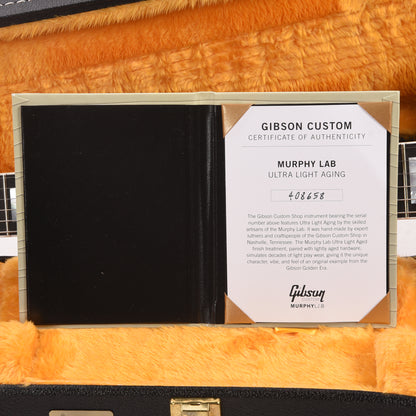 GIBSON CUSTOM
CERTIFICATE OF AUTHENTICITY
MURPHY LAB
ULTRA LIGHT AGING
408658
The Gibson Custom Shop instrument bearing the serial
number above features Ultra Light Aging by the skilled
artisans of the Murphy Lab. It was hand-made by expert
luthiers and craftspeople of the Gibson Custom Shop in
Nashville, Tennessee. The Murphy Lab Ultra Light Aged
finish treatment, paired with lightly aged hardware,
simulates decades of light play wear, giving it the unique
character, vibe, and feel of an original example from the
Gibson Golden Era.
Gibson
CUSTOM
MURPHY LAB